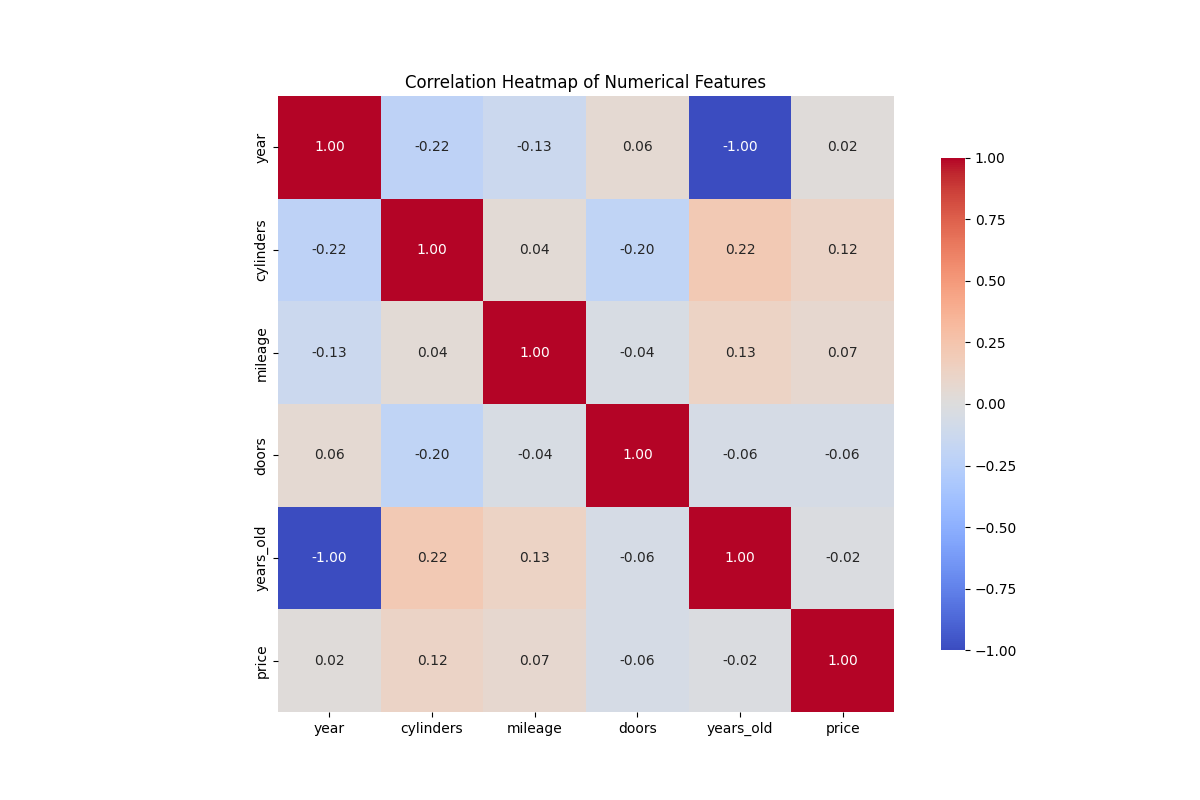 Correlation Heatmap of Numerical Features
year 1.00 -0.22 -0.13 0.06 -1.00 0.02
cylinders -0.22 1.00 0.04 -0.20 0.22 0.12
mileage -0.13 0.04 1.00 -0.04 0.13 0.07
doors 0.06 -0.20 -0.04 1.00 -0.06 -0.06
years_old -1.00 0.22 0.13 -0.06 1.00 -0.02
price 0.02 0.12 0.07 -0.06 -0.02 1.00
year cylinders mileage doors years_old price
1.00
0.75
0.50
0.25
0.00
−0.25
−0.50
−0.75
−1.00